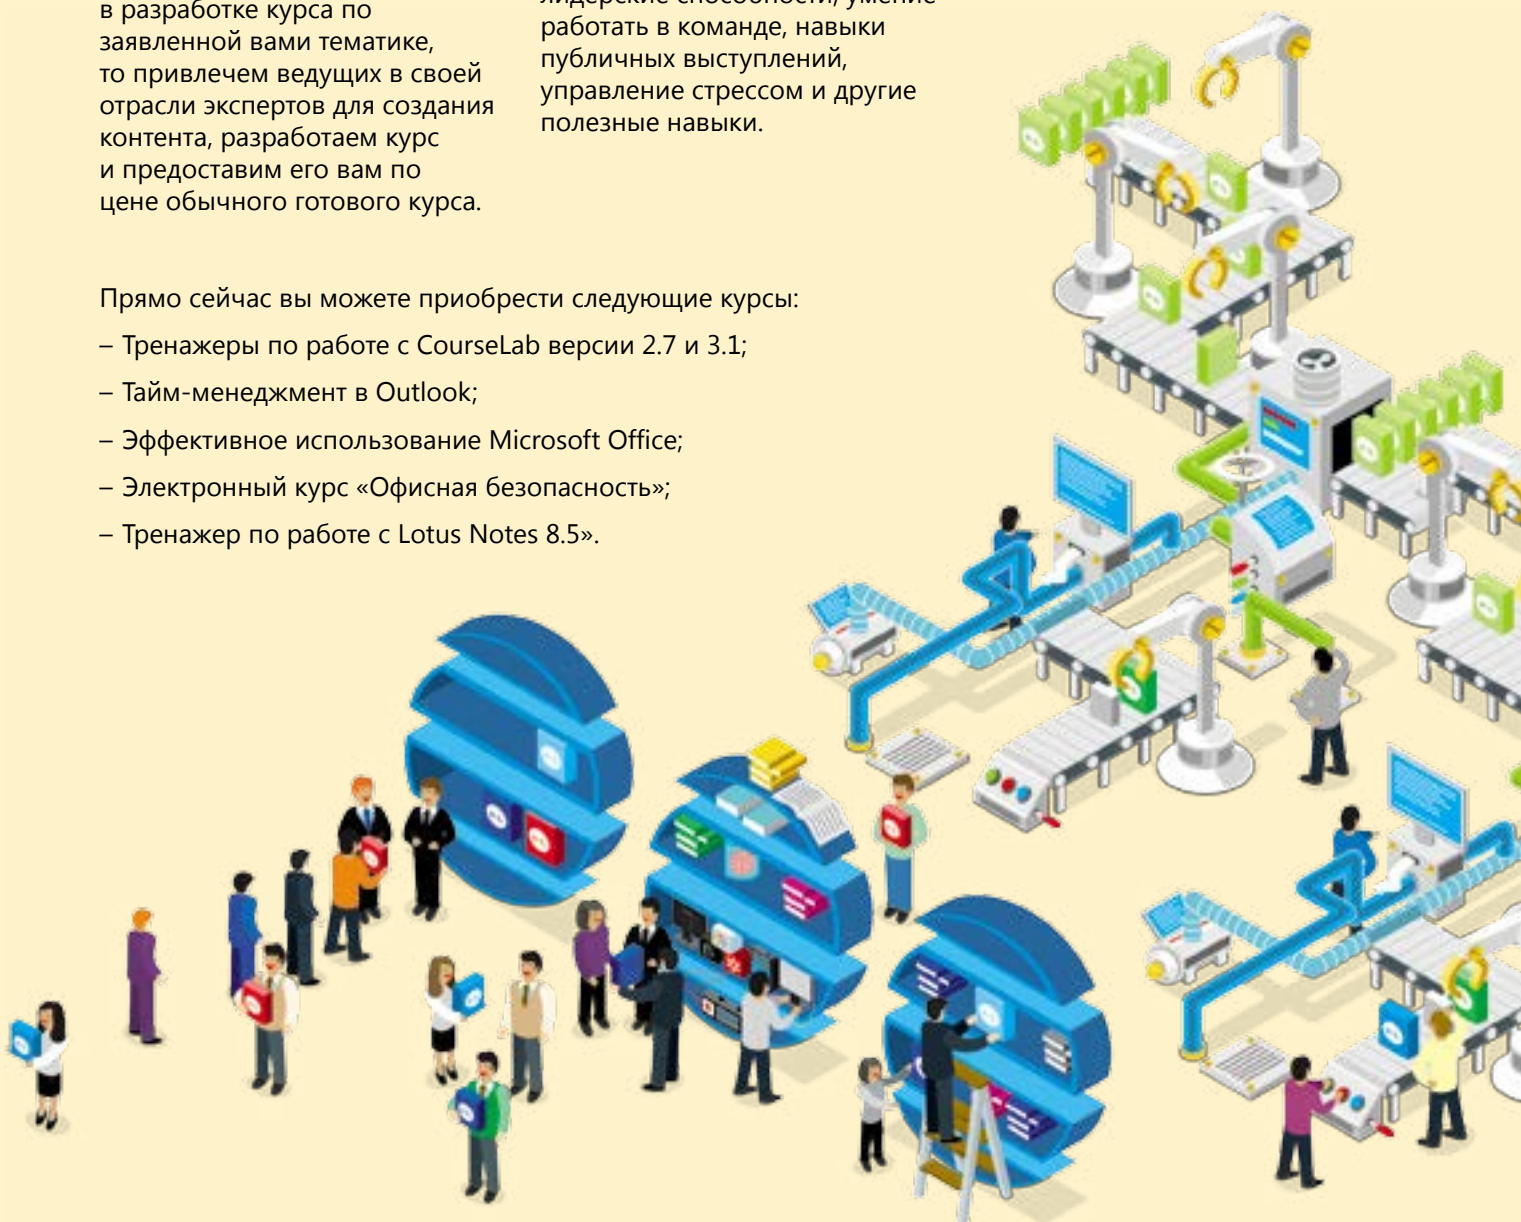 в разработке курса по
заявленной вами тематике,
то привлечем ведущих в своей
отрасли экспертов для создания
контента, разработаем курс
и предоставим его вам по
цене обычного готового курса.
лидерские способности, умение
работать в команде, навыки
публичных выступлений,
управление стрессом и другие
полезные навыки.
Прямо сейчас вы можете приобрести следующие курсы:
– Тренажеры по работе с CourseLab версии 2.7 и 3.1;
– Тайм-менеджмент в Outlook;
– Эффективное использование Microsoft Office;
– Электронный курс «Офисная безопасность»;
– Тренажер по работе с Lotus Notes 8.5».